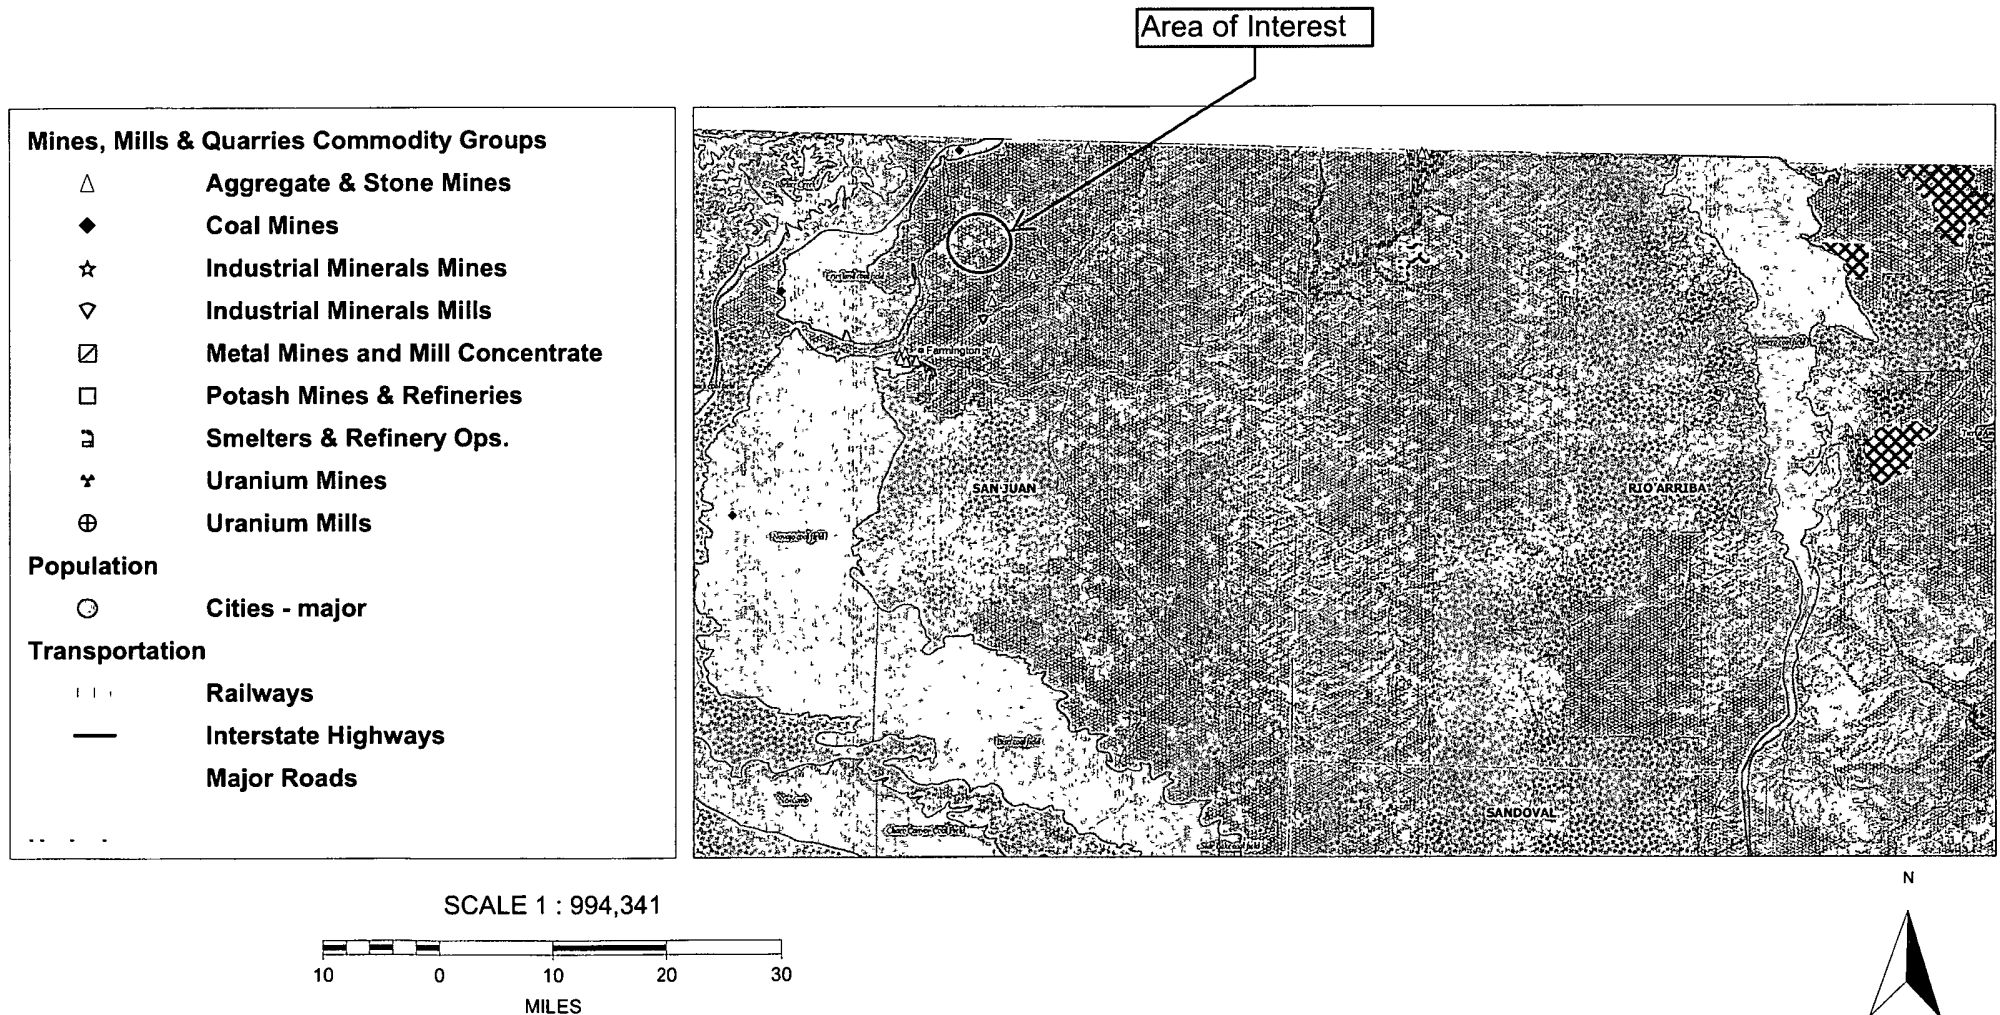 Area of Interest
Mines, Mills & Quarries Commodity Groups
Aggregate & Stone Mines
Coal Mines
Industrial Minerals Mines
Industrial Minerals Mills
Metal Mines and Mill Concentrate
Potash Mines & Refineries
Smelters & Refinery Ops.
Uranium Mines
Uranium Mills
Population
Cities - major
Transportation
Railways
Interstate Highways
Major Roads
Farmington
SAN JUAN
RIO ARRIBA
SANDOVAL
SCALE 1 : 994,341
10 0 10 20 30
MILES
N